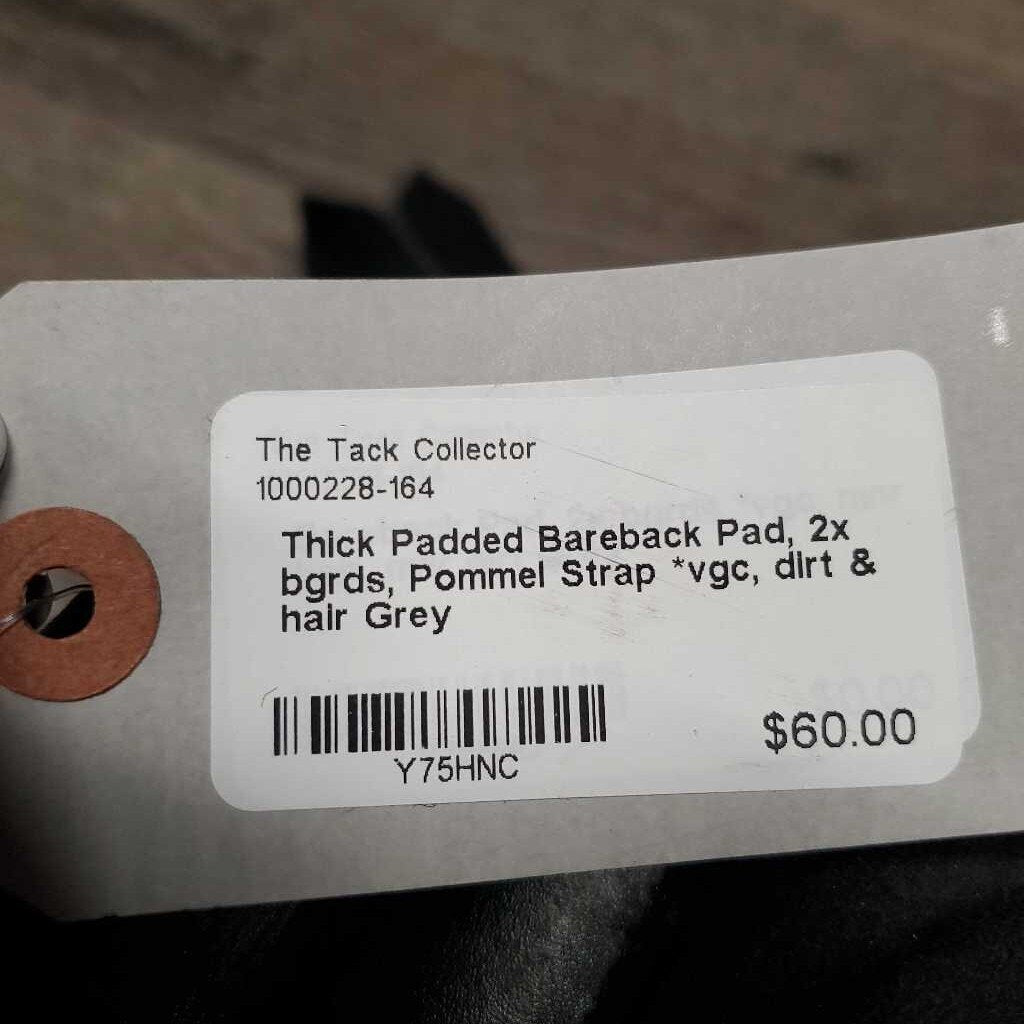 The Tack Collector
1000228-164
Thick Padded Bareback Pad, 2x
bgrds, Pommel Strap *vgc, dirt &
hair Grey
Y75HNC
$60.00